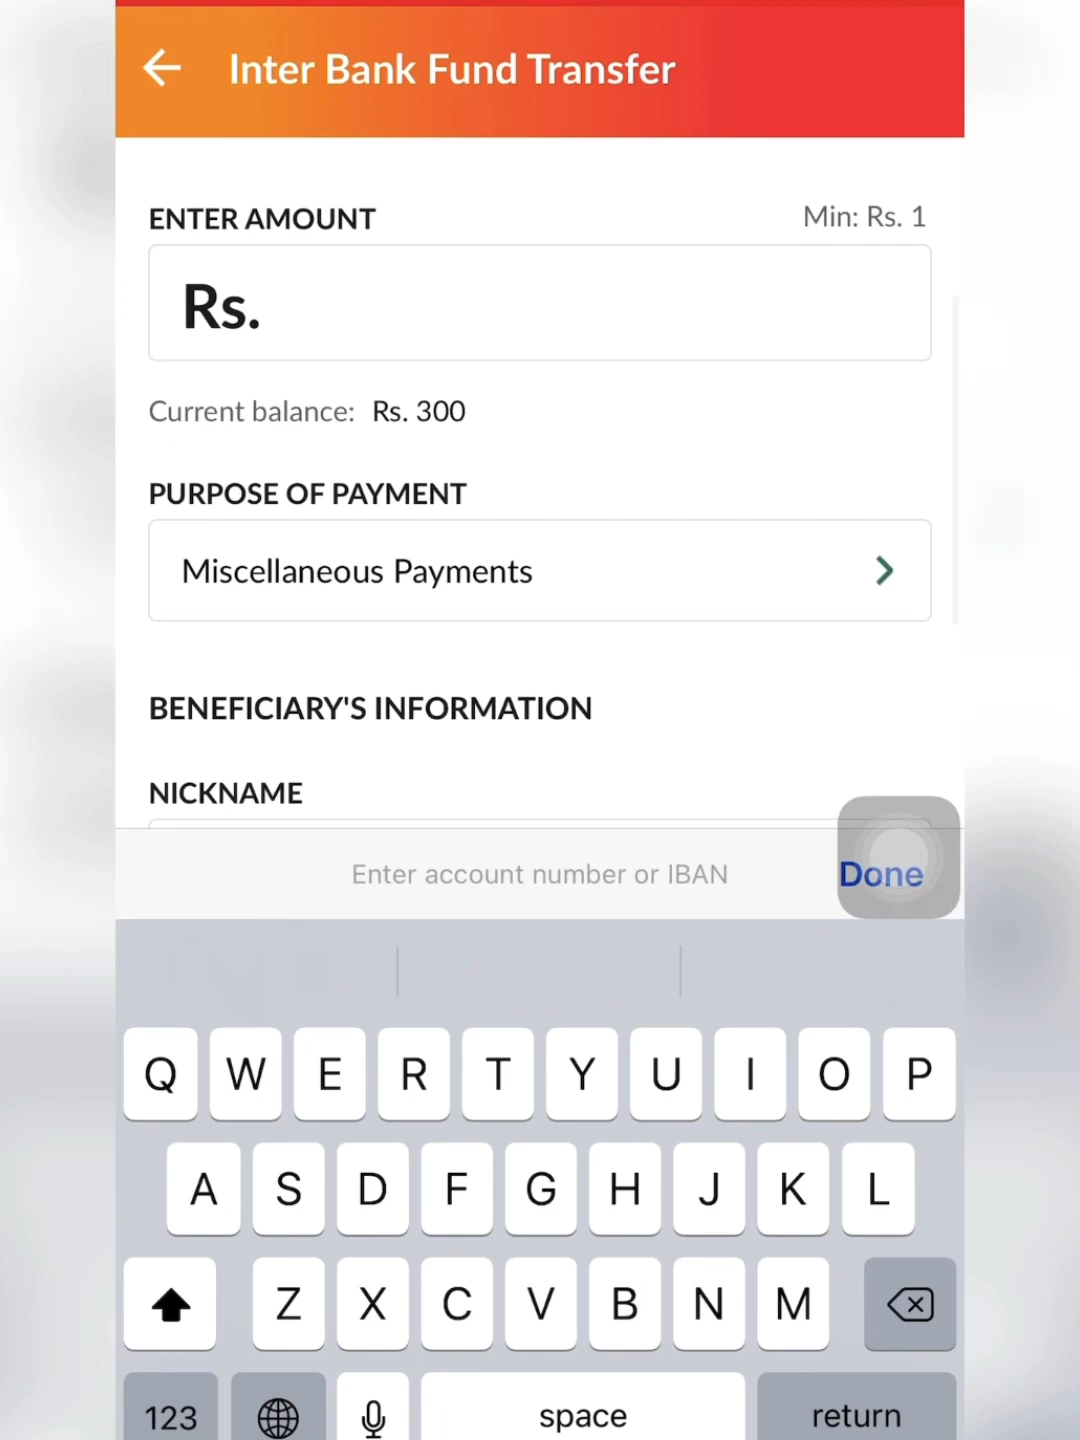 Inter Bank Fund Transfer
ENTER AMOUNT
Min: Rs. 1
Rs.
Current balance: Rs. 300
PURPOSE OF PAYMENT
Miscellaneous Payments
BENEFICIARY'S INFORMATION
NICKNAME
Enter account number or IBAN
Done
Q W E R T Y U I O P
A S D F G H J K L
Z X C V B N M
123 space return